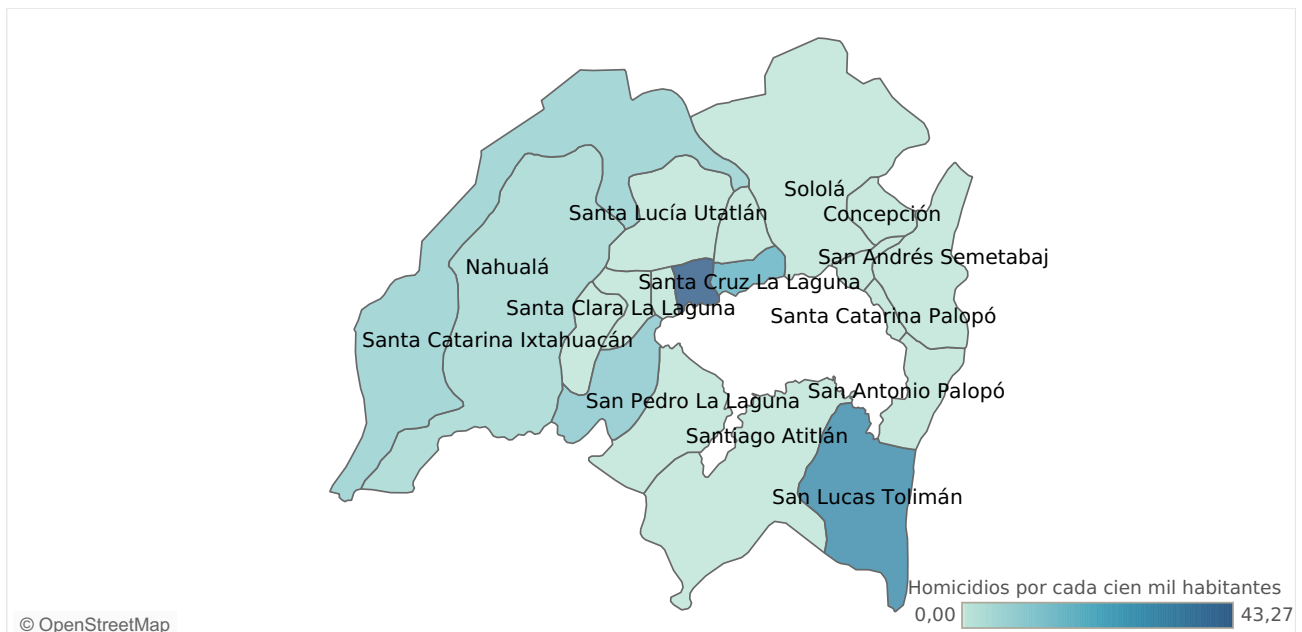 Sololá
Santa Lucía Utatlán
Concepción
San Andrés Semetabaj
Nahualá
Santa Cruz La Laguna
Santa Clara La Laguna
Santa Catarina Palopó
Santa Catarina Ixtahuacán
San Antonio Palopó
San Pedro La Laguna
Santiago Atitlán
San Lucas Tolimán
Homicidios por cada cien mil habitantes
0,00 43,27
© OpenStreetMap